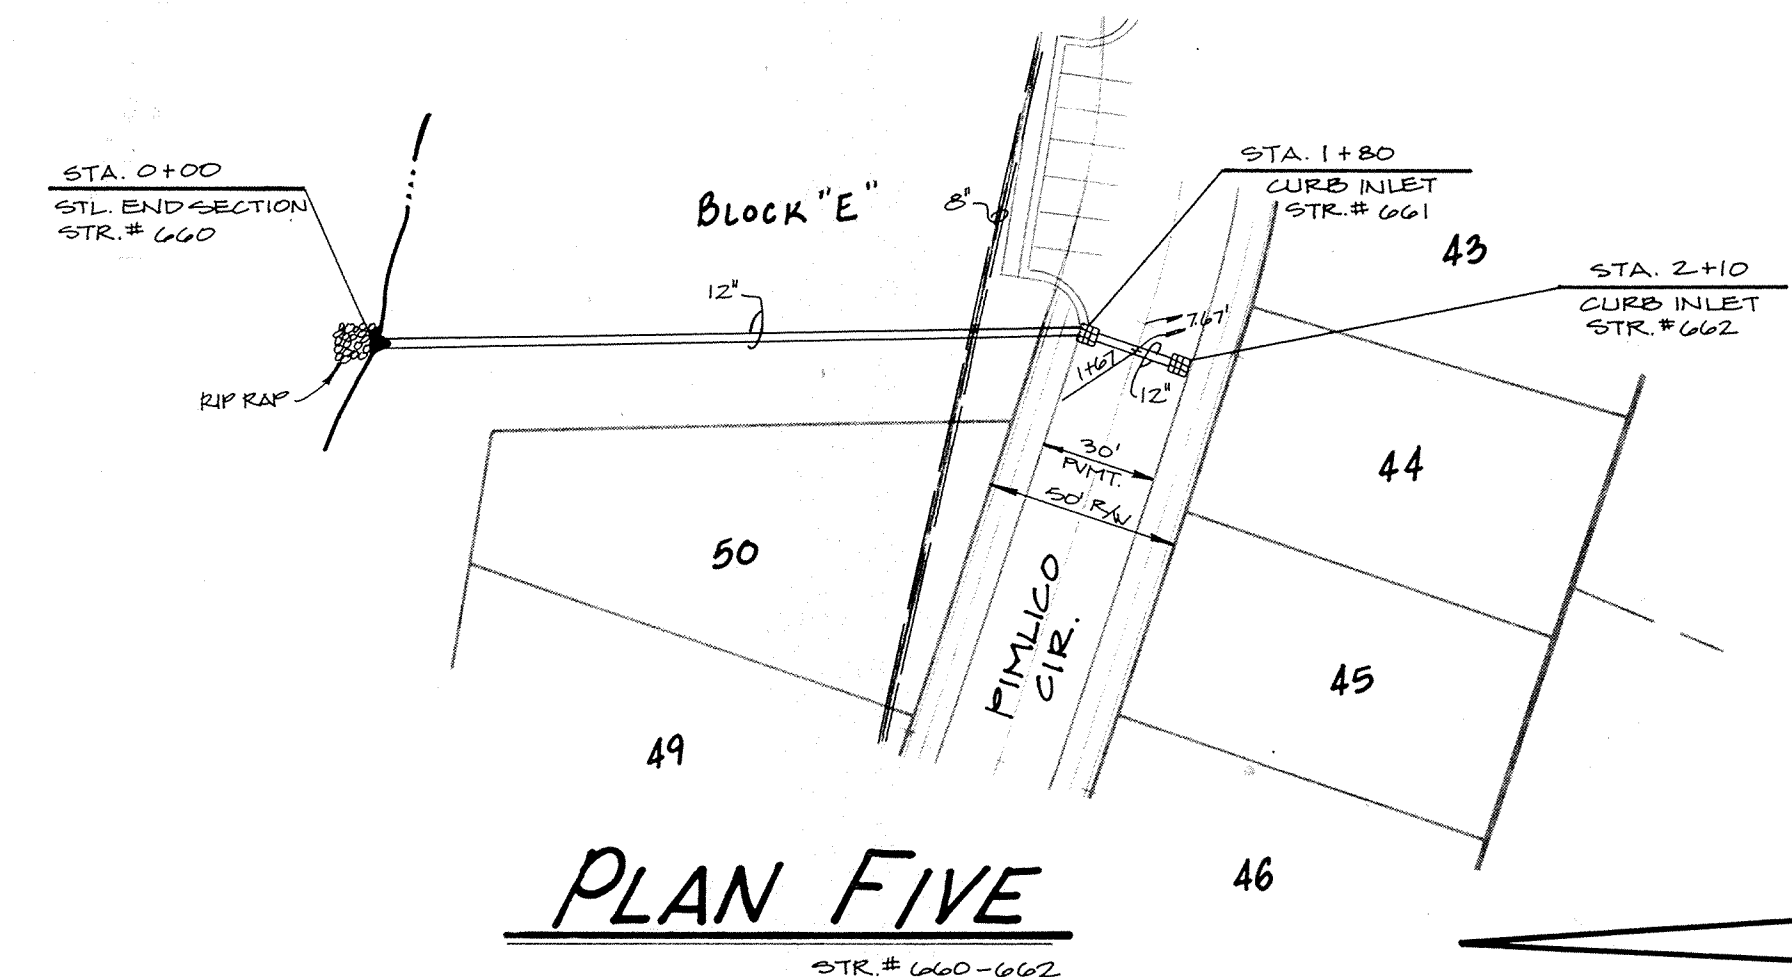 STA. 0+00
STL. END SECTION
STR.# 660
RIP RAP
BLOCK "E"
12"
8"
STA. 1+80
CURB INLET
STR.# 661
43
STA. 2+10
CURB INLET
STR.# 662
7.67'
1+67
12"
30'
PVMT.
50' R/W
44
50
PIMLICO
CIR.
45
49
46
PLAN FIVE
STR.# 660-662